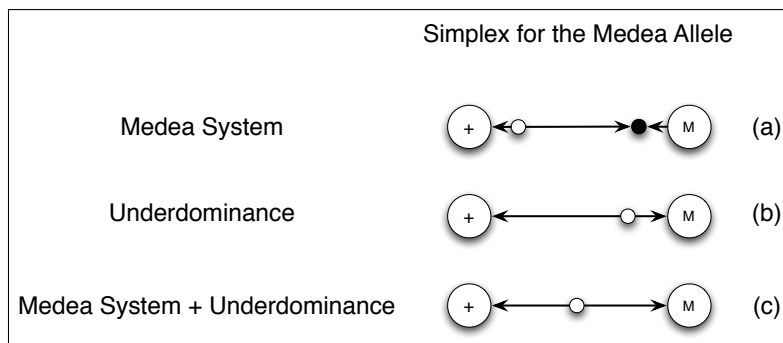 Simplex for the Medea Allele
Medea System + M (a)
Underdominance + M (b)
Medea System + Underdominance + M (c)